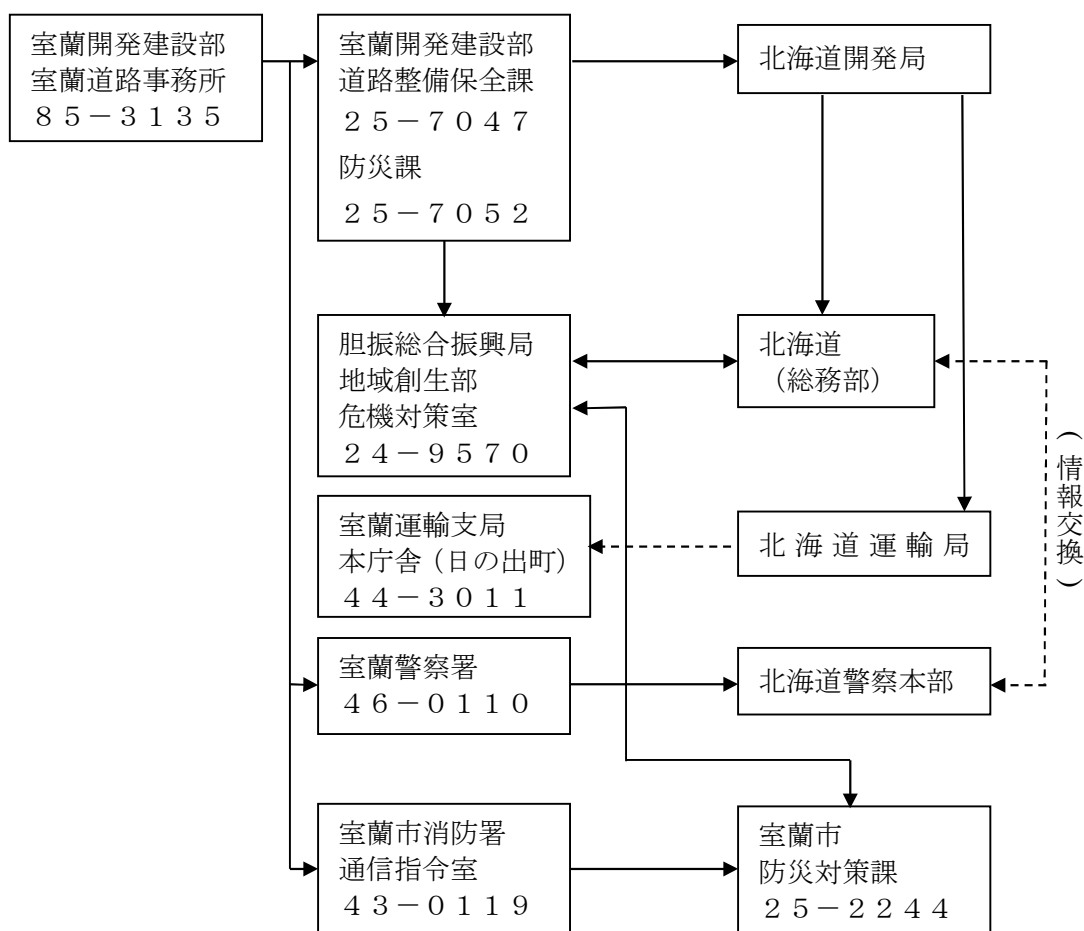 室蘭開発建設部
室蘭道路事務所
８５－３１３５
室蘭開発建設部
道路整備保全課
２５－７０４７
防災課
２５－７０５２
北海道開発局
胆振総合振興局
地域創生部
危機対策室
２４－９５７０
北海道
（総務部）
（情報交換）
室蘭運輸支局
本庁舎（日の出町）
４４－３０１１
北海道運輸局
室蘭警察署
４６－０１１０
北海道警察本部
室蘭市消防署
通信指令室
４３－０１１９
室蘭市
防災対策課
２５－２２４４